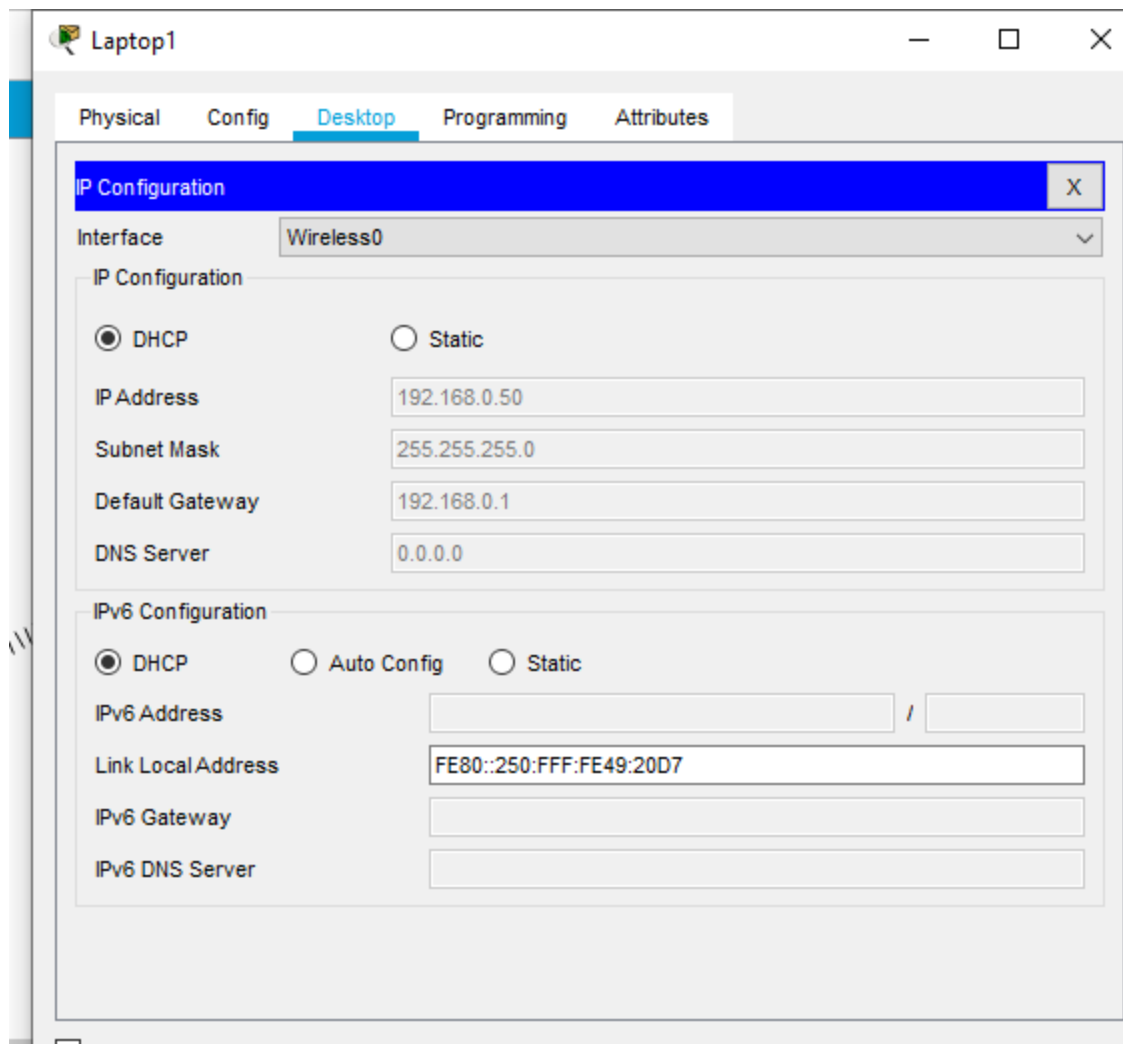 Laptop1
Physical Config Desktop Programming Attributes
IP Configuration X
Interface Wireless0
IP Configuration
DHCP Static
IP Address 192.168.0.50
Subnet Mask 255.255.255.0
Default Gateway 192.168.0.1
DNS Server 0.0.0.0
IPv6 Configuration
DHCP Auto Config Static
IPv6 Address /
Link Local Address FE80::250:FFF:FE49:20D7
IPv6 Gateway
IPv6 DNS Server